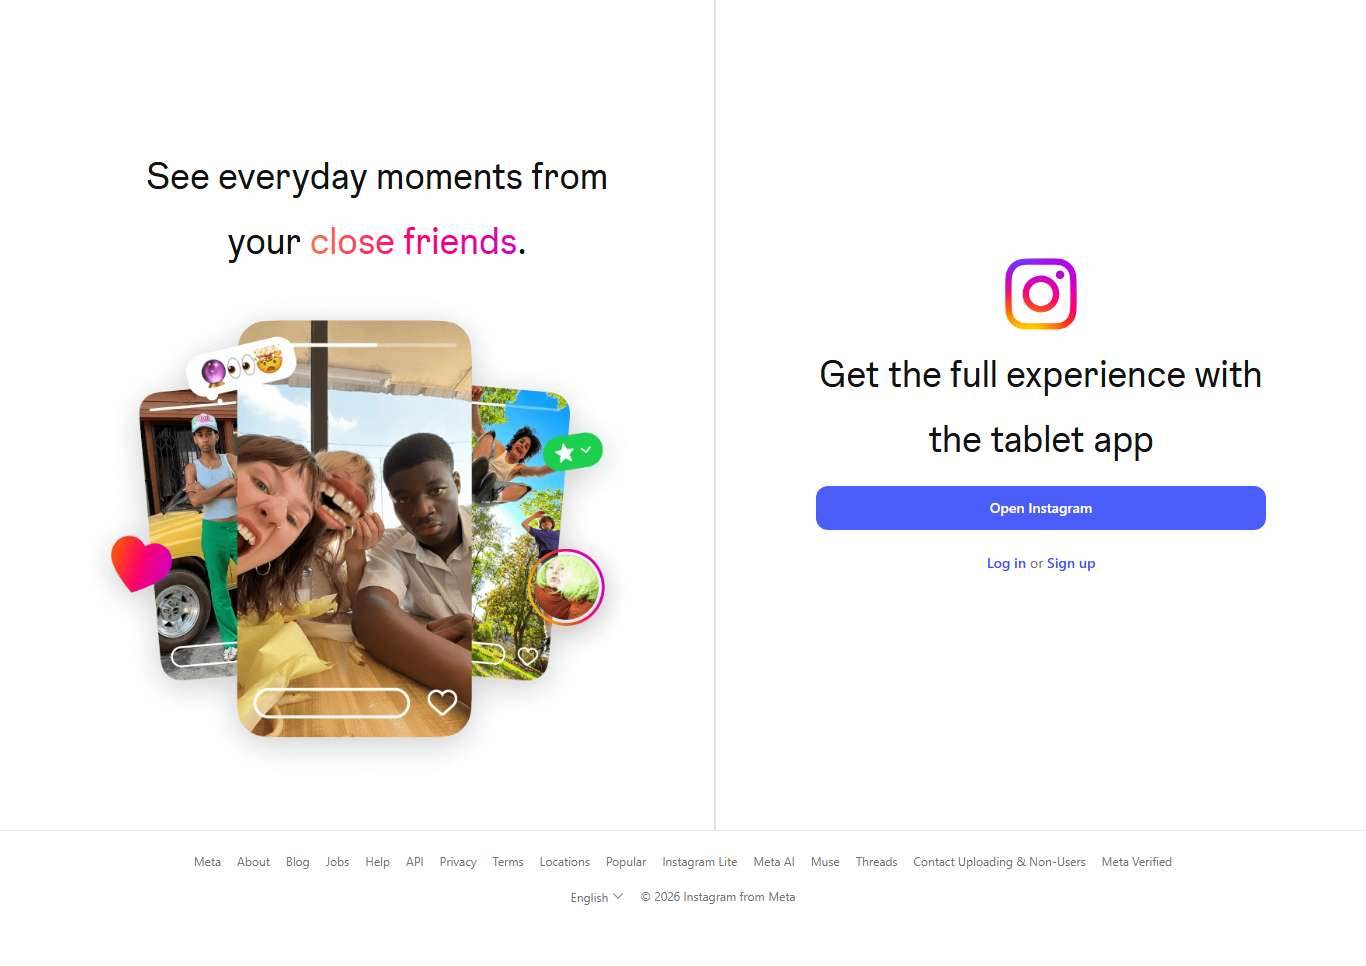 See everyday moments from
your close friends.
Get the full experience with
the tablet app
Open Instagram
Log in or Sign up
Meta About Blog Jobs Help API Privacy Terms Locations Popular Instagram Lite Meta AI Muse Threads Contact Uploading & Non-Users Meta Verified
English © 2026 Instagram from Meta